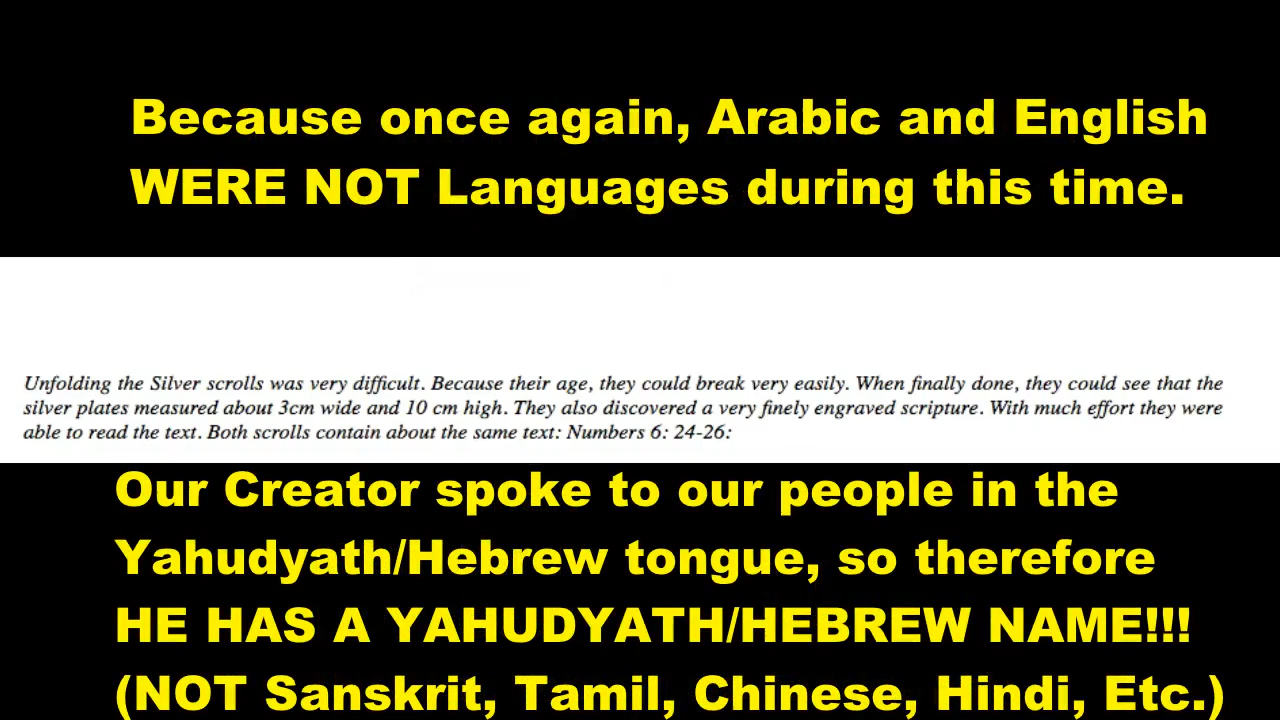 Because once again, Arabic and English
WERE NOT Languages during this time.
Unfolding the Silver scrolls was very difficult. Because their age, they could break very easily. When finally done, they could see that the
silver plates measured about 3cm wide and 10 cm high. They also discovered a very finely engraved scripture. With much effort they were
able to read the text. Both scrolls contain about the same text: Numbers 6: 24-26:
Our Creator spoke to our people in the
Yahudyath/Hebrew tongue, so therefore
HE HAS A YAHUDYATH/HEBREW NAME!!!
(NOT Sanskrit, Tamil, Chinese, Hindi, Etc.)